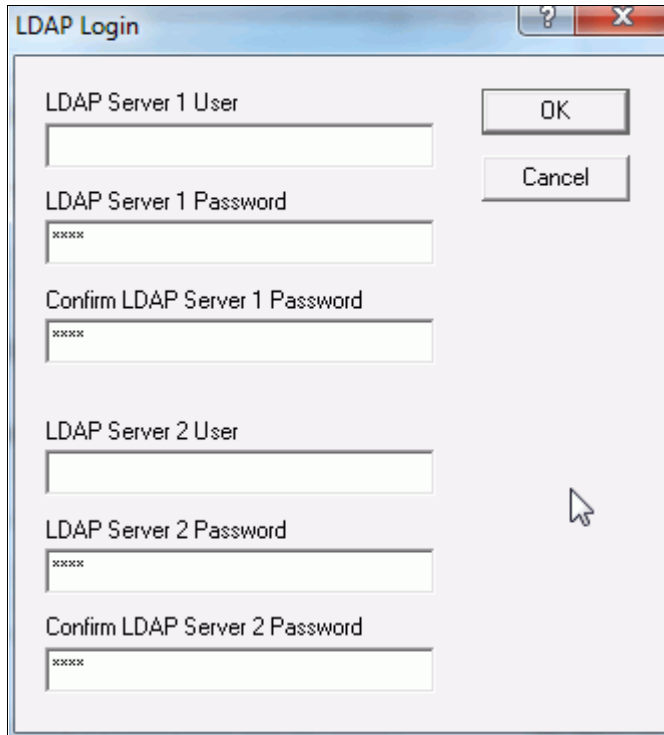 LDAP Login
?
X
LDAP Server 1 User
OK
Cancel
LDAP Server 1 Password
****
Confirm LDAP Server 1 Password
****
LDAP Server 2 User
LDAP Server 2 Password
****
Confirm LDAP Server 2 Password
****